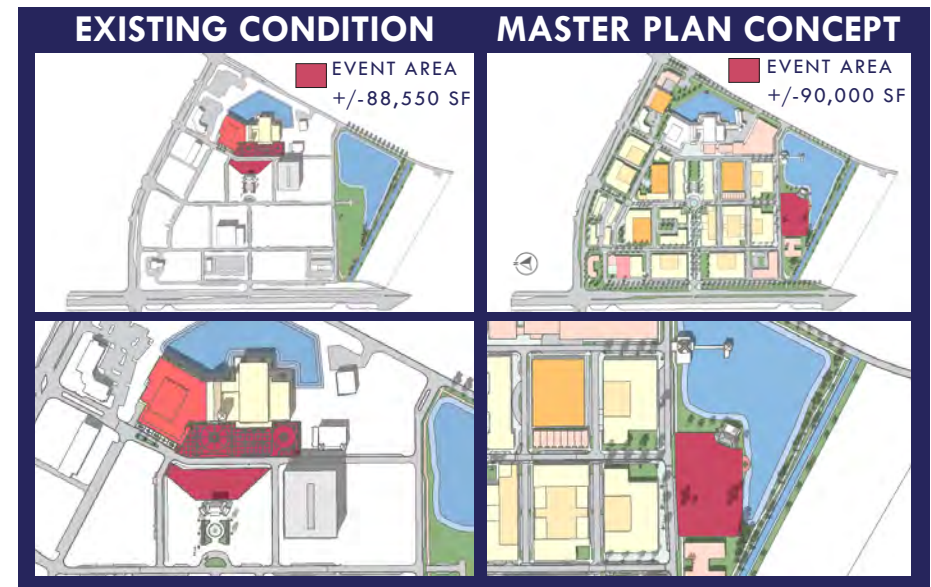 EXISTING CONDITION
MASTER PLAN CONCEPT
EVENT AREA
+/-88,550 SF
EVENT AREA
+/-90,000 SF